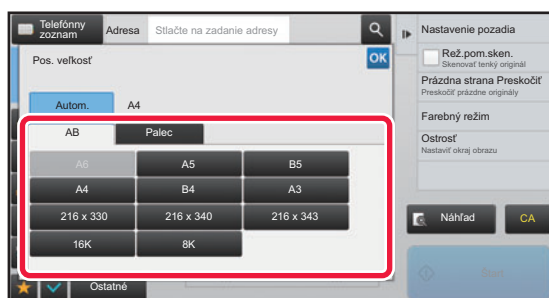 Telefónny
zoznam
Adresa
Stlačte na zadanie adresy
Pos. veľkosť
OK
Autom.
A4
AB
Palec
A6
A5
B5
A4
B4
A3
216 x 330
216 x 340
216 x 343
16K
8K
Ostatné
Nastavenie pozadia
Rež.pom.sken.
Skenovať tenký originál
Prázdna strana Preskočiť
Preskočiť prázdne originály
Farebný režim
Ostrosť
Nastaviť okraj obrazu
Náhľad
CA
Štart